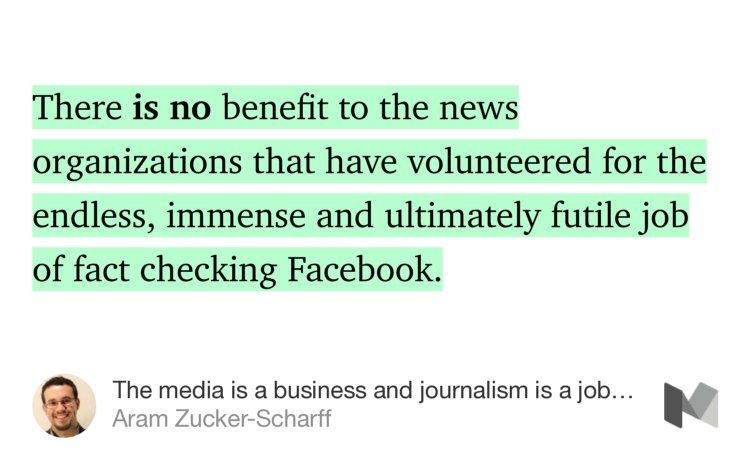 There is no benefit to the news
organizations that have volunteered for the
endless, immense and ultimately futile job
of fact checking Facebook.
The media is a business and journalism is a job…
Aram Zucker-Scharff